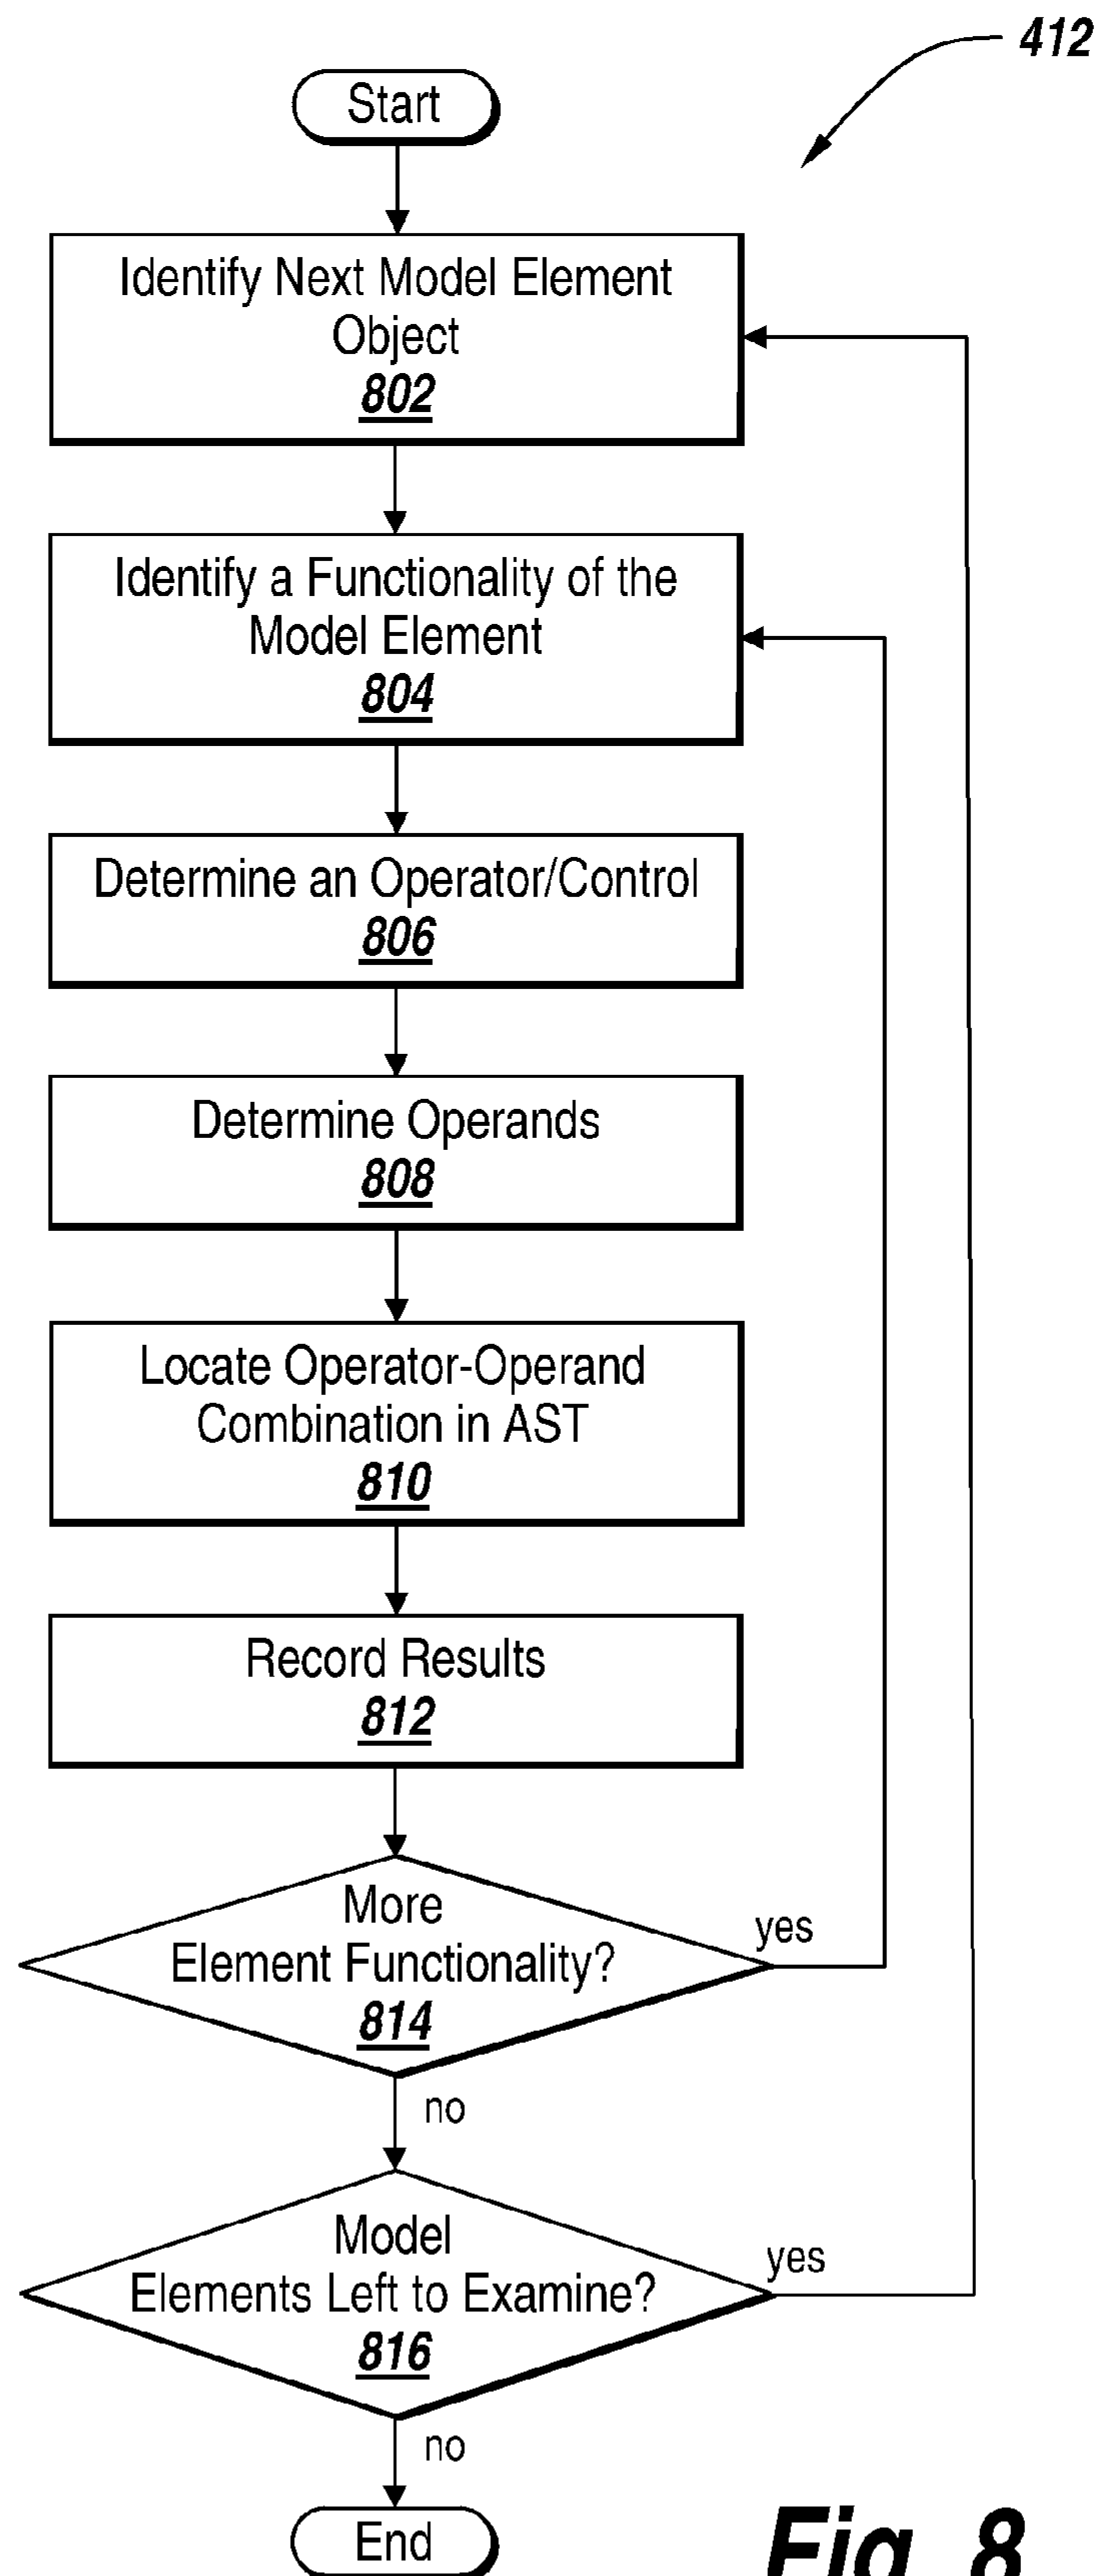 412
Start
Identify Next Model Element
Object
802
Identify a Functionality of the
Model Element
804
Determine an Operator/Control
806
Determine Operands
808
Locate Operator-Operand
Combination in AST
810
Record Results
812
More
Element Functionality?
814
yes
no
Model
Elements Left to Examine?
816
yes
no
End
Fig. 8